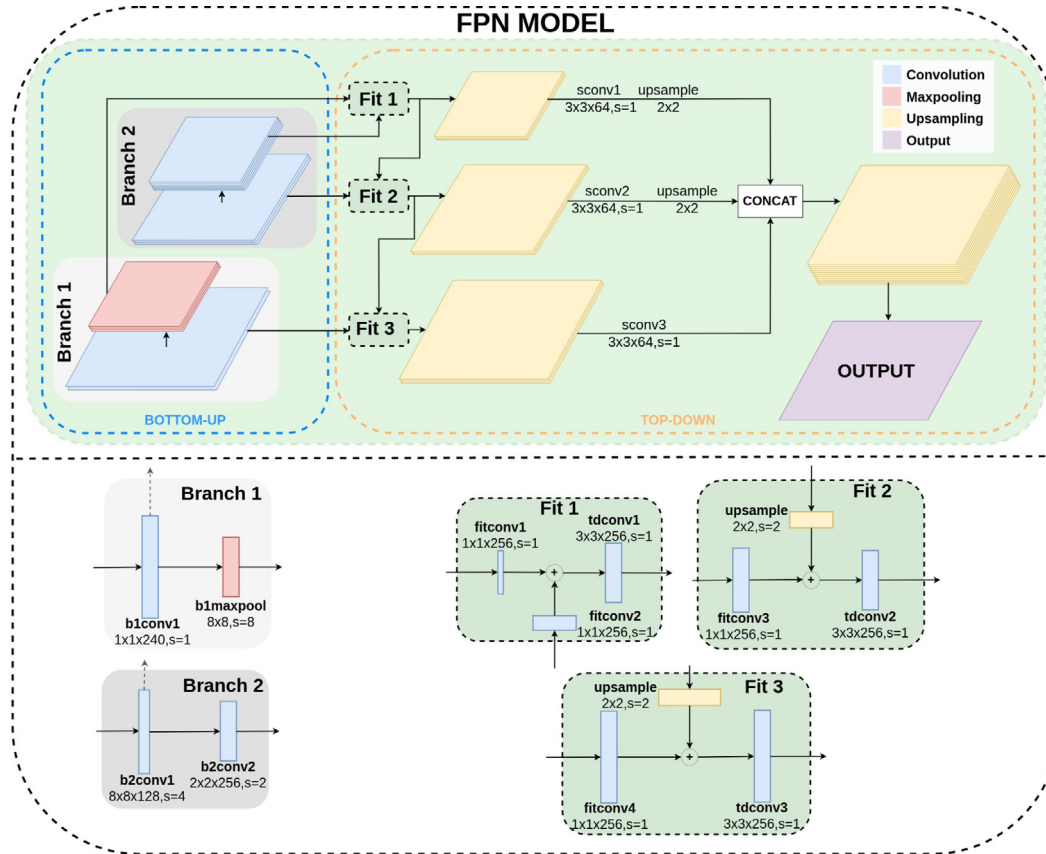 FPN MODEL
Convolution
Maxpooling
Upsampling
Output
Branch 2
Branch 1
Fit 1
Fit 2
Fit 3
sconv1 upsample
3x3x64,s=1 2x2
sconv2 upsample
3x3x64,s=1 2x2
sconv3
3x3x64,s=1
CONCAT
OUTPUT
BOTTOM-UP
TOP-DOWN
Branch 1
b1conv1
1x1x240,s=1
b1maxpool
8x8,s=8
Branch 2
b2conv1
8x8x128,s=4
b2conv2
2x2x256,s=2
Fit 1
fitconv1
1x1x256,s=1
tdconv1
3x3x256,s=1
fitconv2
1x1x256,s=1
+
Fit 2
upsample
2x2,s=2
+
fitconv3
1x1x256,s=1
tdconv2
3x3x256,s=1
Fit 3
upsample
2x2,s=2
+
fitconv4
1x1x256,s=1
tdconv3
3x3x256,s=1